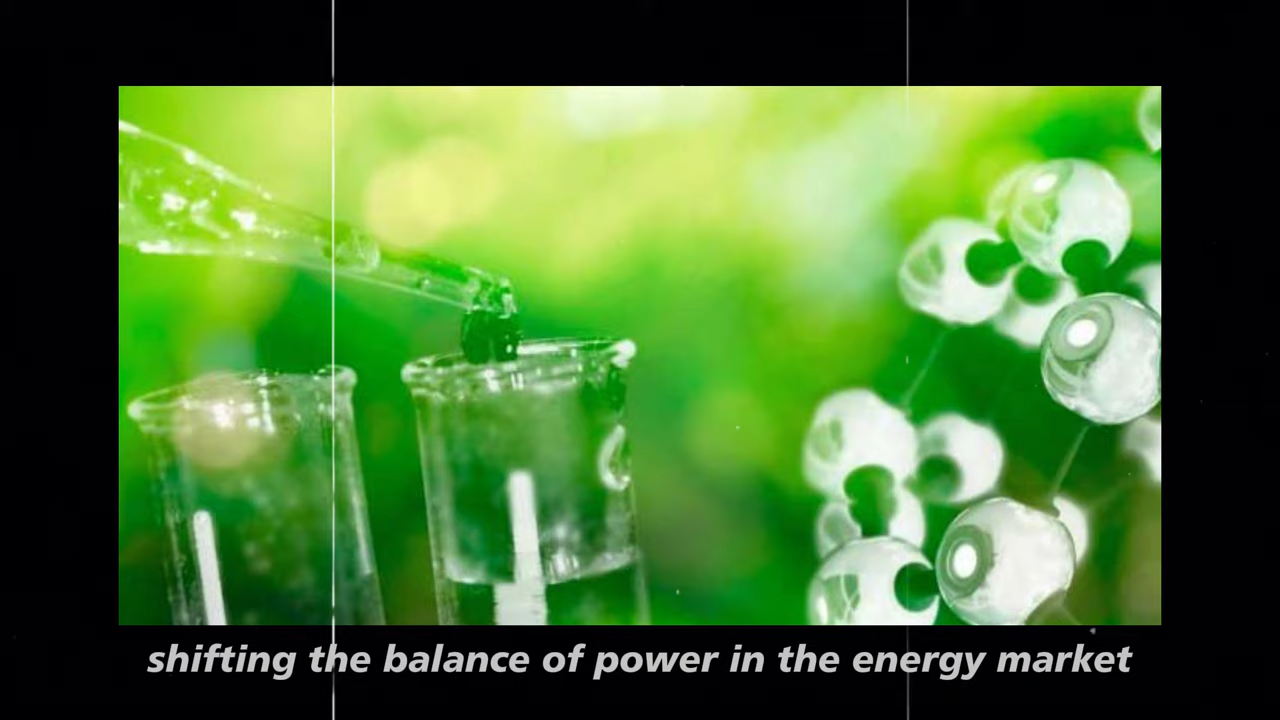 shifting the balance of power in the energy market